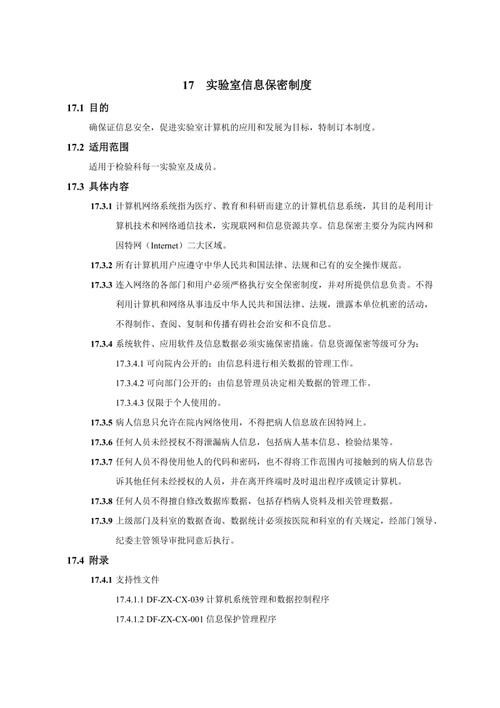 17 实验室信息保密制度
17.1 目的
确保证信息安全，促进实验室计算机的应用和发展为目标，特制订本制度。
17.2 适用范围
适用于检验科每一实验室及成员。
17.3 具体内容
17.3.1 计算机网络系统指为医疗、教育和科研而建立的计算机信息系统，其目的是利用计
算机技术和网络通信技术，实现联网和信息资源共享。信息保密主要分为院内网和
因特网（Internet）二大区域。
17.3.2 所有计算机用户应遵守中华人民共和国法律、法规和已有的安全操作规范。
17.3.3 连入网络的各部门和用户必须严格执行安全保密制度，并对所提供信息负责。不得
利用计算机和网络从事违反中华人民共和国法律、法规，泄露本单位机密的活动，
不得制作、查阅、复制和传播有碍社会治安和不良信息。
17.3.4 系统软件、应用软件及信息数据必须实施保密措施。信息资源保密等级可分为：
17.3.4.1 可向院内公开的；由信息科进行相关数据的管理工作。
17.3.4.2 可向部门公开的；由信息管理员决定相关数据的管理工作。
17.3.4.3 仅限于个人使用的。
17.3.5 病人信息只允许在院内网络使用，不得把病人信息放在因特网上。
17.3.6 任何人员未经授权不得泄漏病人信息，包括病人基本信息、检验结果等。
17.3.7 任何人员不得使用他人的代码和密码，也不得将工作范围内可接触到的病人信息告
诉其他任何未经授权的人员，并在离开终端时及时退出程序或锁定计算机。
17.3.8 任何人员不得擅自修改数据库数据，包括存档病人资料及相关管理数据。
17.3.9 上级部门及科室的数据查询、数据统计必须按医院和科室的有关规定，经部门领导、
纪委主管领导审批同意后执行。
17.4 附录
17.4.1 支持性文件
17.4.1.1 DF-ZX-CX-039 计算机系统管理和数据控制程序
17.4.1.2 DF-ZX-CX-001 信息保护管理程序